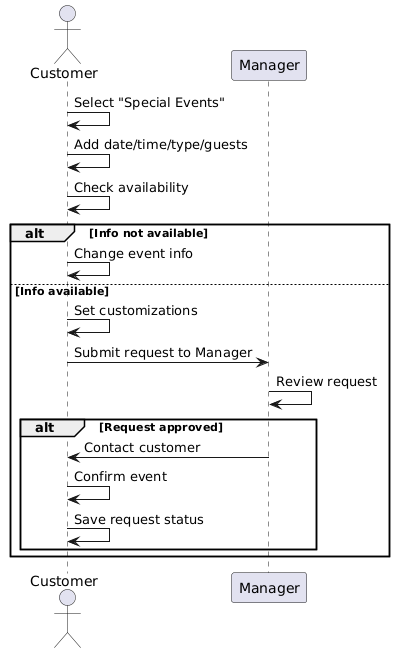 Customer
Manager
Select "Special Events"
Add date/time/type/guests
Check availability
alt [Info not available]
Change event info
[Info available]
Set customizations
Submit request to Manager
Review request
alt [Request approved]
Contact customer
Confirm event
Save request status
Customer
Manager